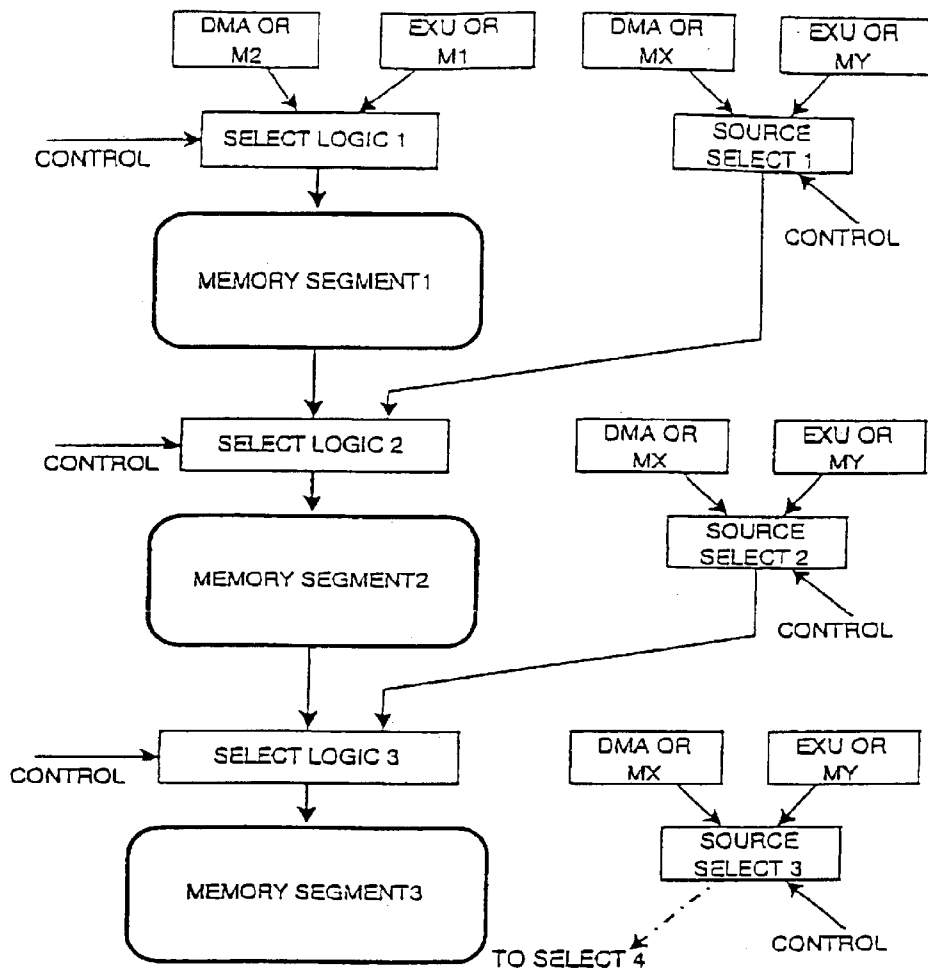 DMA OR
M2
EXU OR
M1
DMA OR
MX
EXU OR
MY
SELECT LOGIC 1
CONTROL
SOURCE
SELECT 1
CONTROL
MEMORY SEGMENT1
SELECT LOGIC 2
CONTROL
DMA OR
MX
EXU OR
MY
SOURCE
SELECT 2
MEMORY SEGMENT2
CONTROL
SELECT LOGIC 3
CONTROL
DMA OR
MX
EXU OR
MY
SOURCE
SELECT 3
MEMORY SEGMENT3
CONTROL
TO SELECT 4